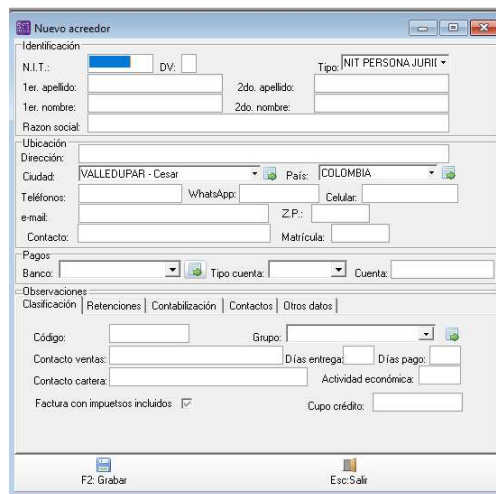 Nuevo acreedor
Identificación
N.I.T.: DV: Tipo: NIT PERSONA JURI
1er. apellido: 2do. apellido:
1er. nombre: 2do. nombre:
Razon social:
Ubicación
Dirección:
Ciudad: VALLEDUPAR - Cesar País: COLOMBIA
Teléfonos: WhatsApp: Celular:
e-mail: Z.P.:
Contacto: Matrícula:
Pagos
Banco: Tipo cuenta: Cuenta:
Observaciones
Clasificación Retenciones Contabilización Contactos Otros datos
Código: Grupo:
Contacto ventas: Días entrega: Días pago:
Contacto cartera: Actividad económica:
Factura con impuetsos incluidos Cupo crédito:
F2: Grabar Esc:Salir